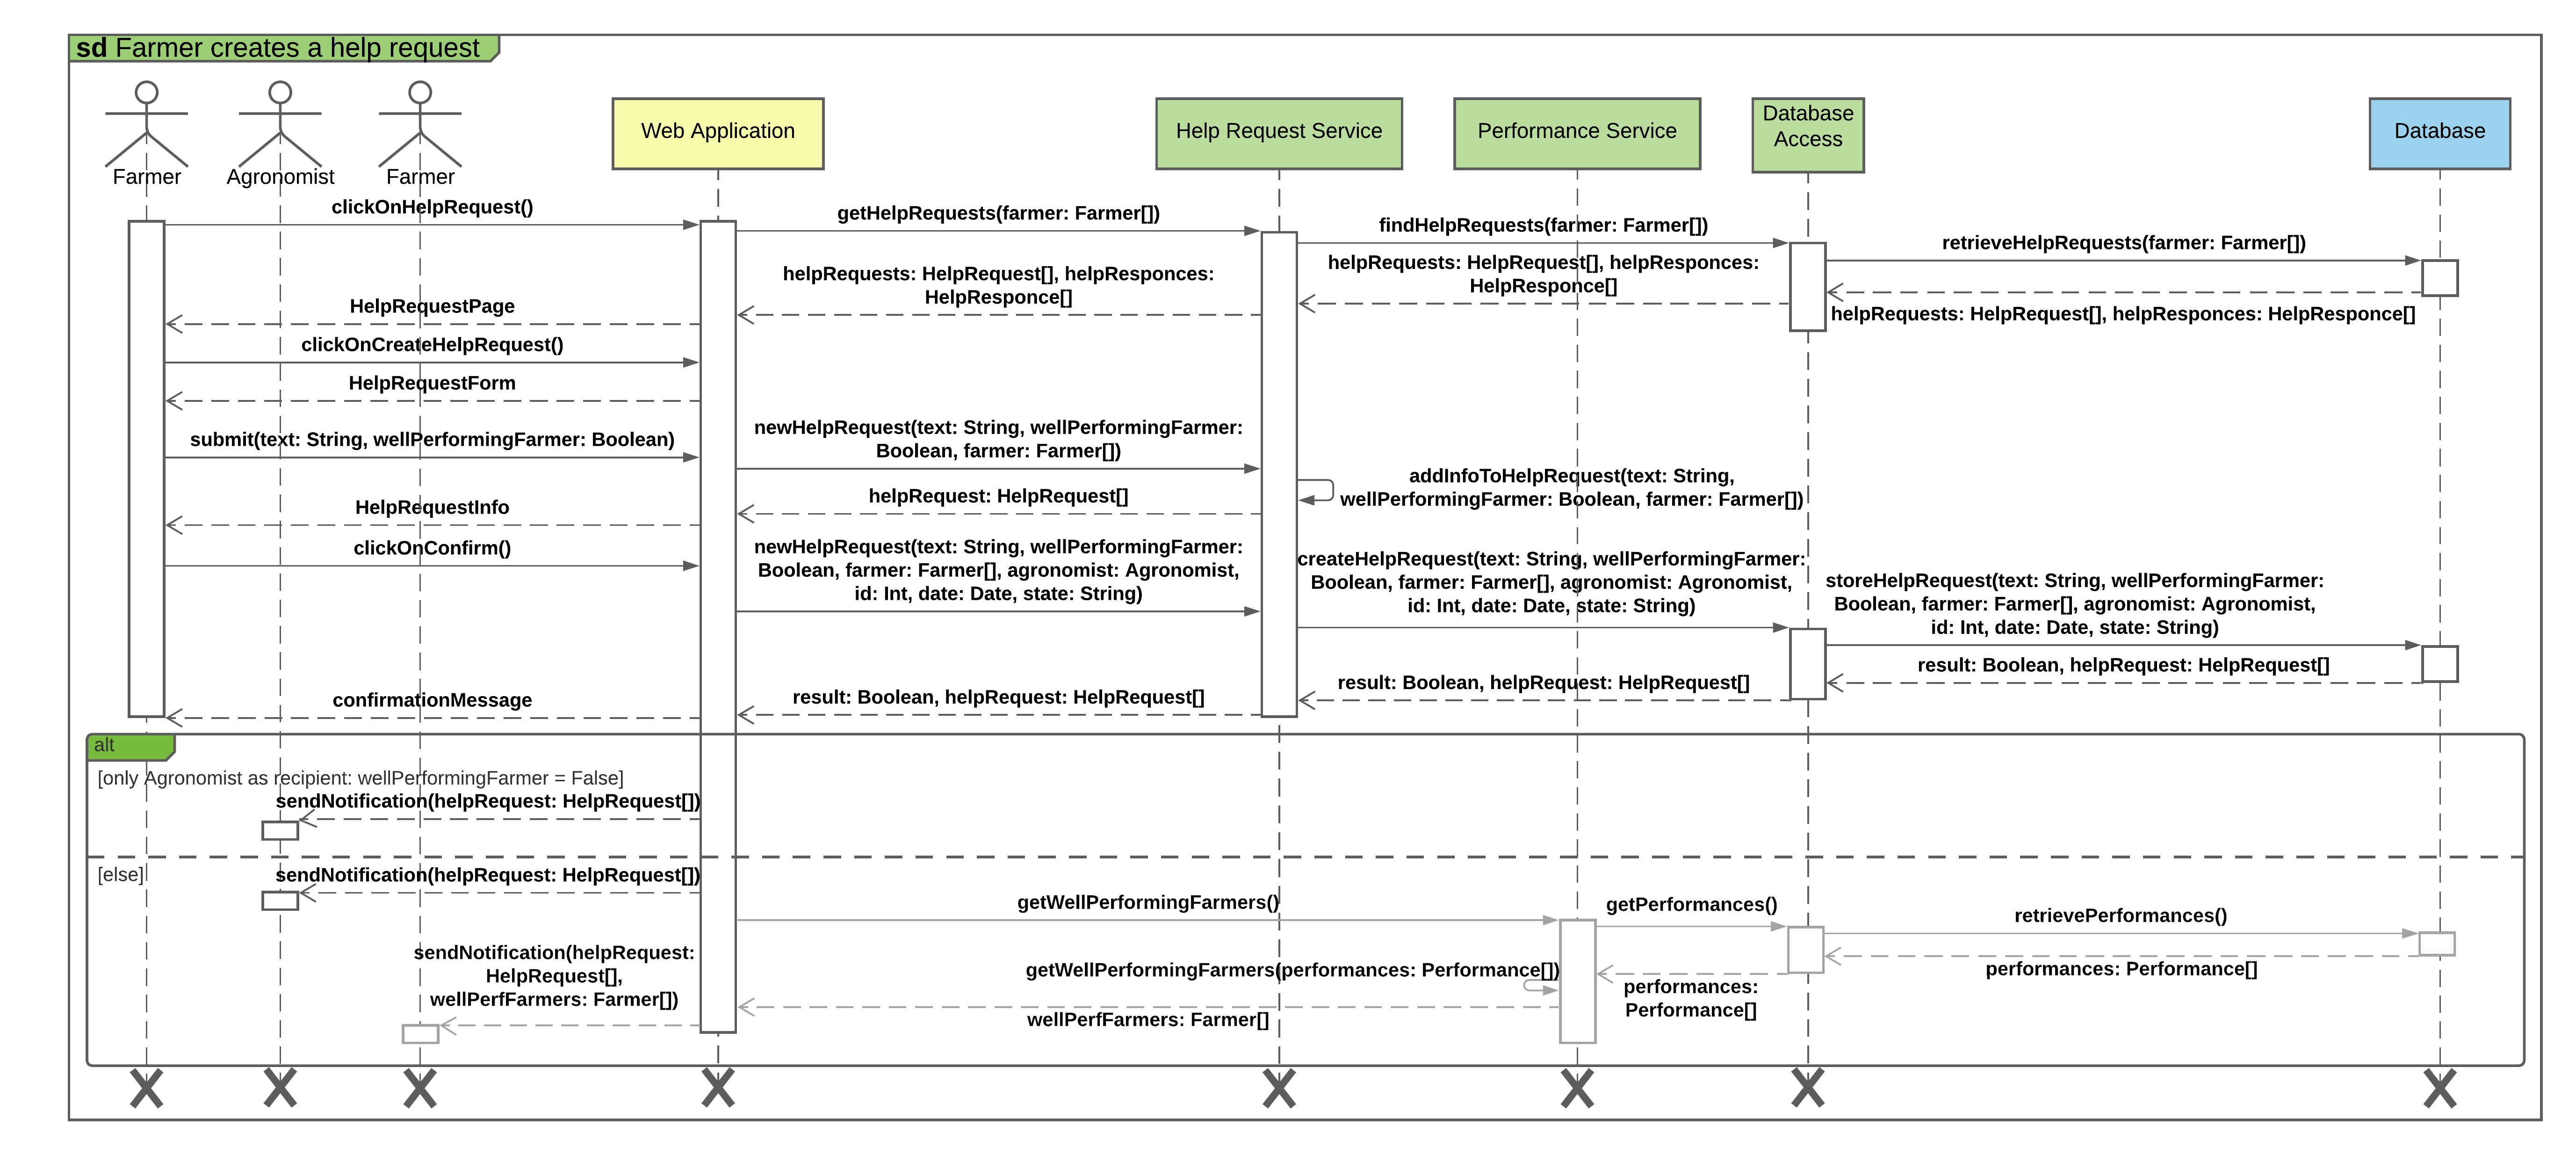 sd Farmer creates a help request
Farmer
Agronomist
Farmer
Web Application
Help Request Service
Performance Service
Database
Access
Database
clickOnHelpRequest()
getHelpRequests(farmer: Farmer[])
findHelpRequests(farmer: Farmer[])
retrieveHelpRequests(farmer: Farmer[])
helpRequests: HelpRequest[], helpResponces: HelpResponce[]
helpRequests: HelpRequest[], helpResponces:
HelpResponce[]
helpRequests: HelpRequest[], helpResponces:
HelpResponce[]
HelpRequestPage
clickOnCreateHelpRequest()
HelpRequestForm
submit(text: String, wellPerformingFarmer: Boolean)
newHelpRequest(text: String, wellPerformingFarmer:
Boolean, farmer: Farmer[])
addInfoToHelpRequest(text: String,
wellPerformingFarmer: Boolean, farmer: Farmer[])
helpRequest: HelpRequest[]
HelpRequestInfo
clickOnConfirm()
newHelpRequest(text: String, wellPerformingFarmer:
Boolean, farmer: Farmer[], agronomist: Agronomist,
id: Int, date: Date, state: String)
createHelpRequest(text: String, wellPerformingFarmer:
Boolean, farmer: Farmer[], agronomist: Agronomist,
id: Int, date: Date, state: String)
storeHelpRequest(text: String, wellPerformingFarmer:
Boolean, farmer: Farmer[], agronomist: Agronomist,
id: Int, date: Date, state: String)
result: Boolean, helpRequest: HelpRequest[]
result: Boolean, helpRequest: HelpRequest[]
result: Boolean, helpRequest: HelpRequest[]
confirmationMessage
alt
[only Agronomist as recipient: wellPerformingFarmer = False]
sendNotification(helpRequest: HelpRequest[])
[else]
sendNotification(helpRequest: HelpRequest[])
getWellPerformingFarmers()
getPerformances()
retrievePerformances()
performances: Performance[]
performances:
Performance[]
getWellPerformingFarmers(performances: Performance[])
wellPerfFarmers: Farmer[]
sendNotification(helpRequest:
HelpRequest[],
wellPerfFarmers: Farmer[])